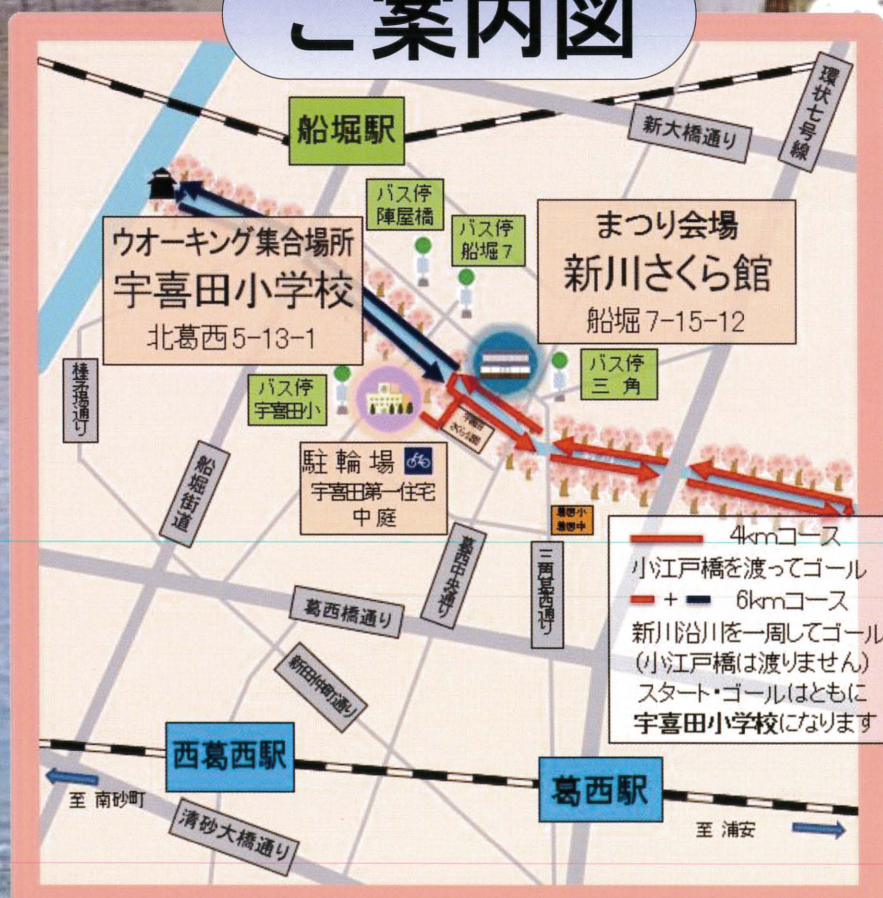 ご案内図
船堀駅
新大橋通り
環状七号線
バス停
陣屋橋
バス停
船堀7
ウオーキング集合場所
宇喜田小学校
北葛西5-13-1
まつり会場
新川さくら館
船堀7-15-12
バス停
宇喜田小
バス停
三角
さくら公園
駐輪場
宇喜田第一住宅
中庭
船堀街道
葛西中央通り
三角葛西通り
葛西橋通り
新田仲町通り
4kmコース
小江戸橋を渡ってゴール
+ 6kmコース
新川沿川を一周してゴール
(小江戸橋は渡りません)
スタート・ゴールはともに
宇喜田小学校になります
西葛西駅
葛西駅
至 南砂町
清砂大橋通り
至 浦安